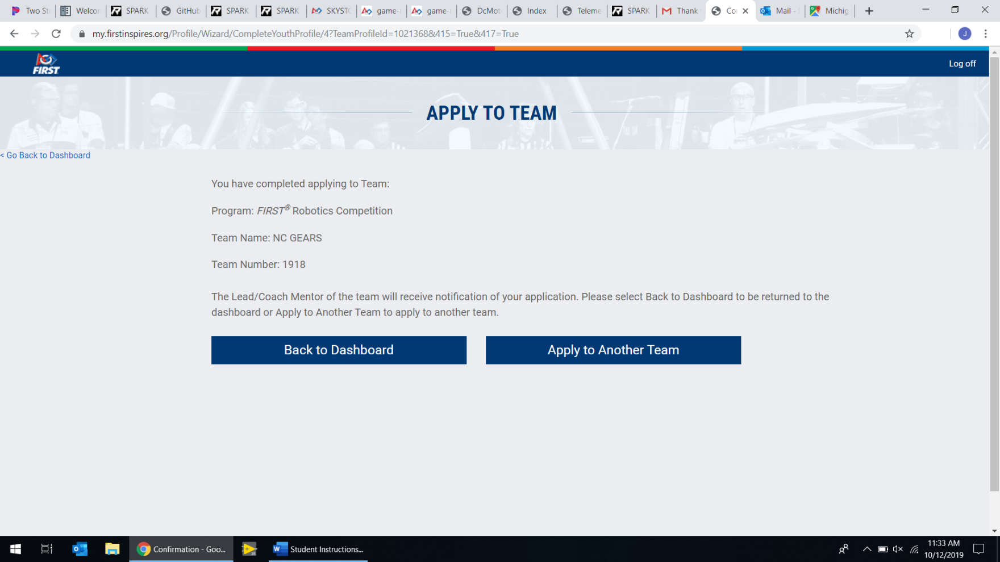 Two St
Welcor
SPARK
GitHub
SPARK
SPARK
SKYST
game-
game-
DcMot
Index
Teleme
SPARK
Thank
Co
Mail -
Michig
my.firstinspires.org/Profile/Wizard/CompleteYouthProfile/4?TeamProfileId=1021368&415=True&417=True
J
FIRST
Log off
APPLY TO TEAM
< Go Back to Dashboard
You have completed applying to Team:
Program: FIRST® Robotics Competition
Team Name: NC GEARS
Team Number: 1918
The Lead/Coach Mentor of the team will receive notification of your application. Please select Back to Dashboard to be returned to the
dashboard or Apply to Another Team to apply to another team.
Back to Dashboard
Apply to Another Team
Confirmation - Goo...
Student Instructions...
11:33 AM
10/12/2019